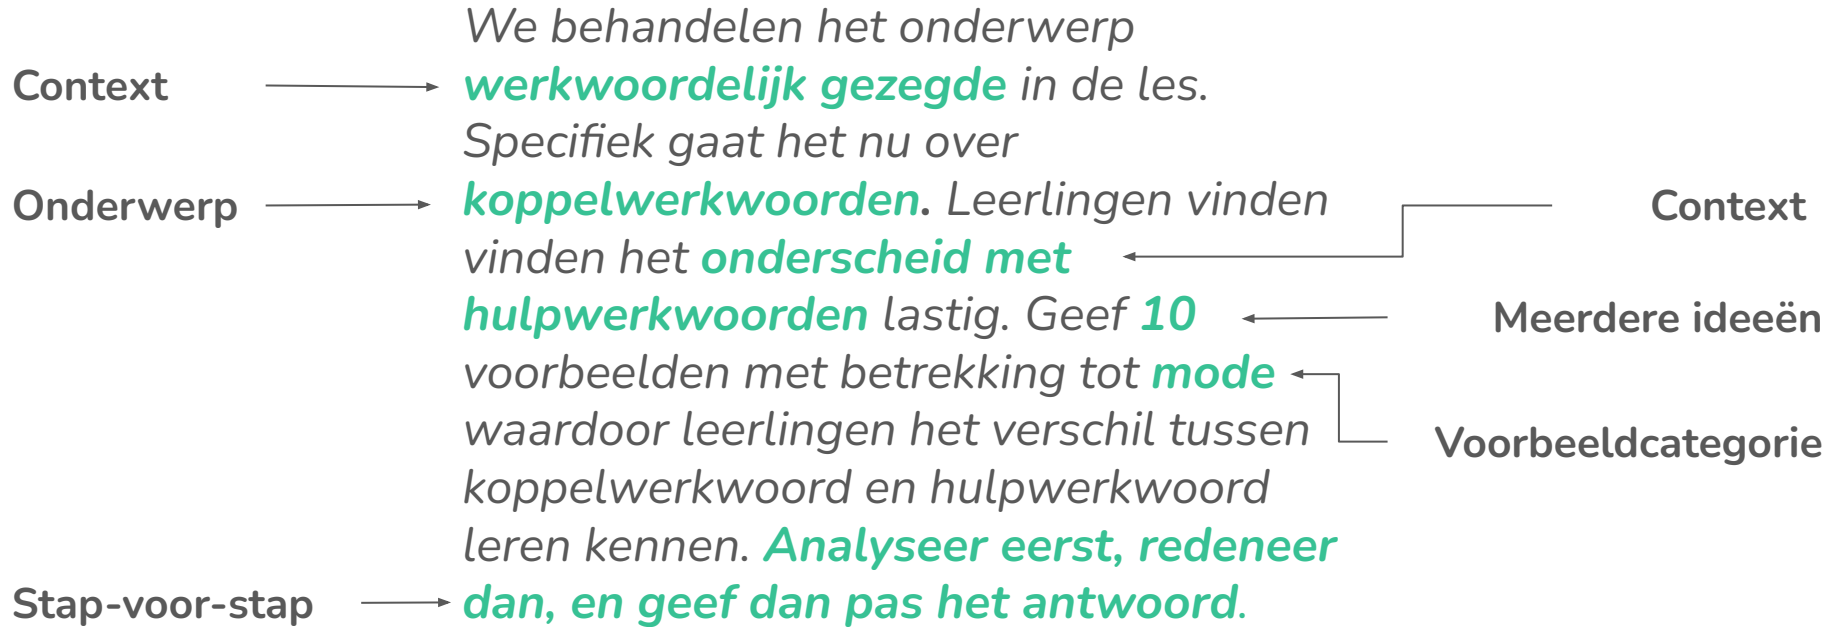 We behandelen het onderwerp
Context
werkwoordelijk gezegde in de les.
Specifiek gaat het nu over
Onderwerp
koppelwerkwoorden. Leerlingen vinden
Context
vinden het onderscheid met
hulpwerkwoorden lastig. Geef 10
Meerdere ideeën
voorbeelden met betrekking tot mode
waardoor leerlingen het verschil tussen
Voorbeeldcategorie
koppelwerkwoord en hulpwerkwoord
leren kennen. Analyseer eerst, redeneer
Stap-voor-stap
dan, en geef dan pas het antwoord.